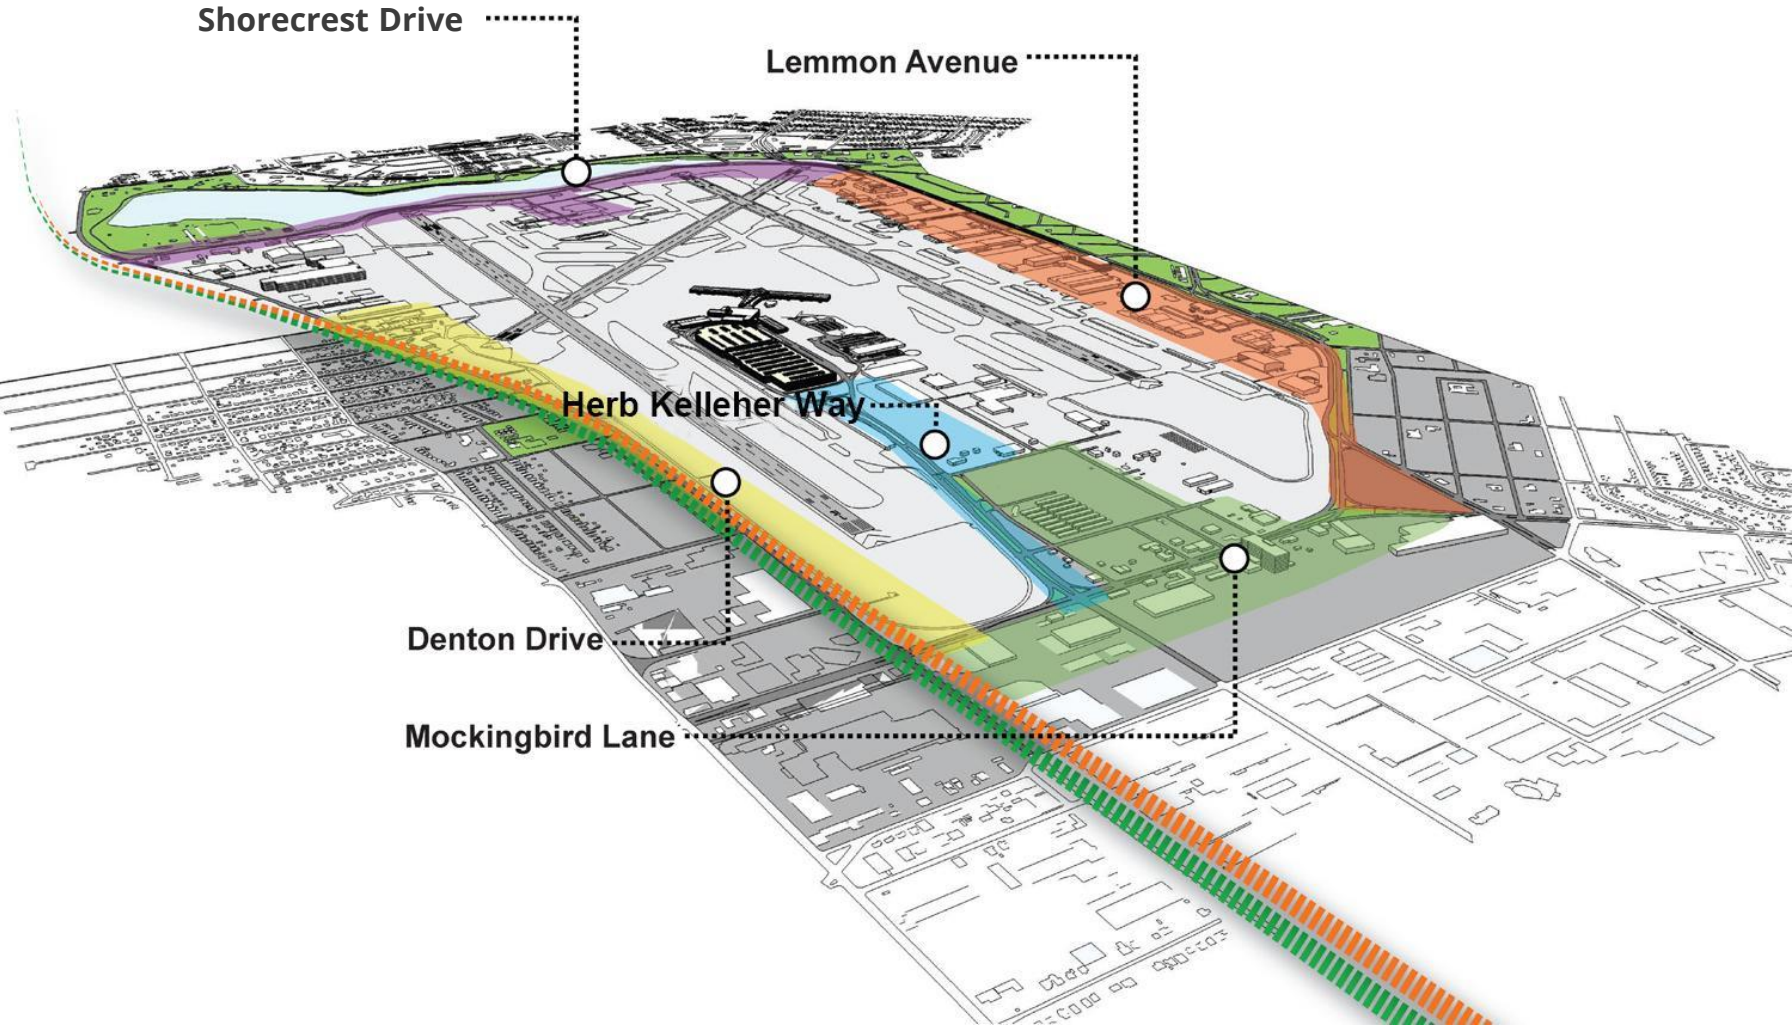 Shorecrest Drive
Lemmon Avenue
Herb Kelleher Way
Denton Drive
Mockingbird Lane